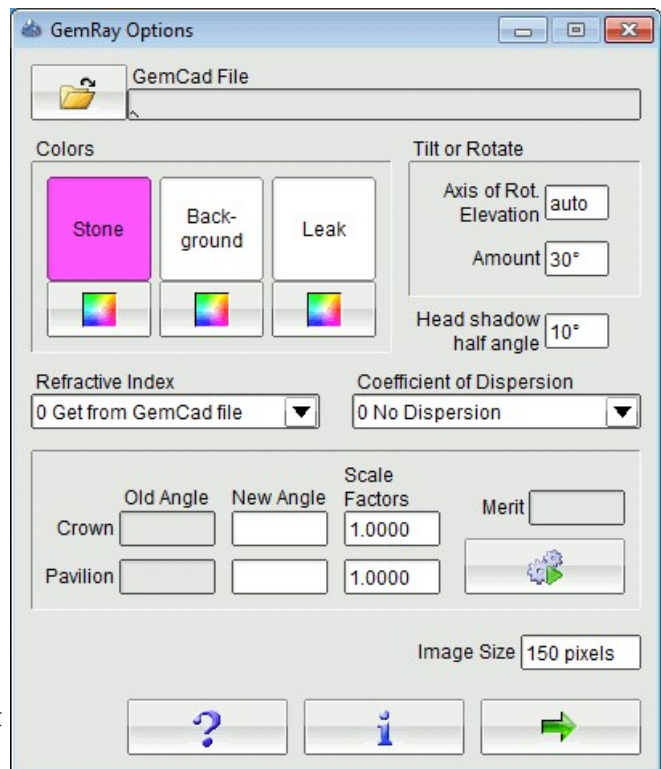 GemRay Options
GemCad File
Colors
Stone
Back-
ground
Leak
Tilt or Rotate
Axis of Rot.
Elevation
auto
Amount
30°
Head shadow
half angle
10°
Refractive Index
0 Get from GemCad file
Coefficient of Dispersion
0 No Dispersion
Old Angle
New Angle
Scale
Factors
Merit
Crown
1.0000
Pavilion
1.0000
Image Size
150 pixels